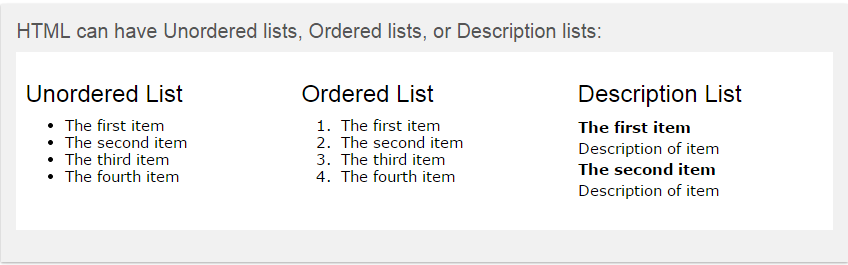 HTML can have Unordered lists, Ordered lists, or Description lists:
Unordered List
• The first item
• The second item
• The third item
• The fourth item
Ordered List
1. The first item
2. The second item
3. The third item
4. The fourth item
Description List
The first item
Description of item
The second item
Description of item